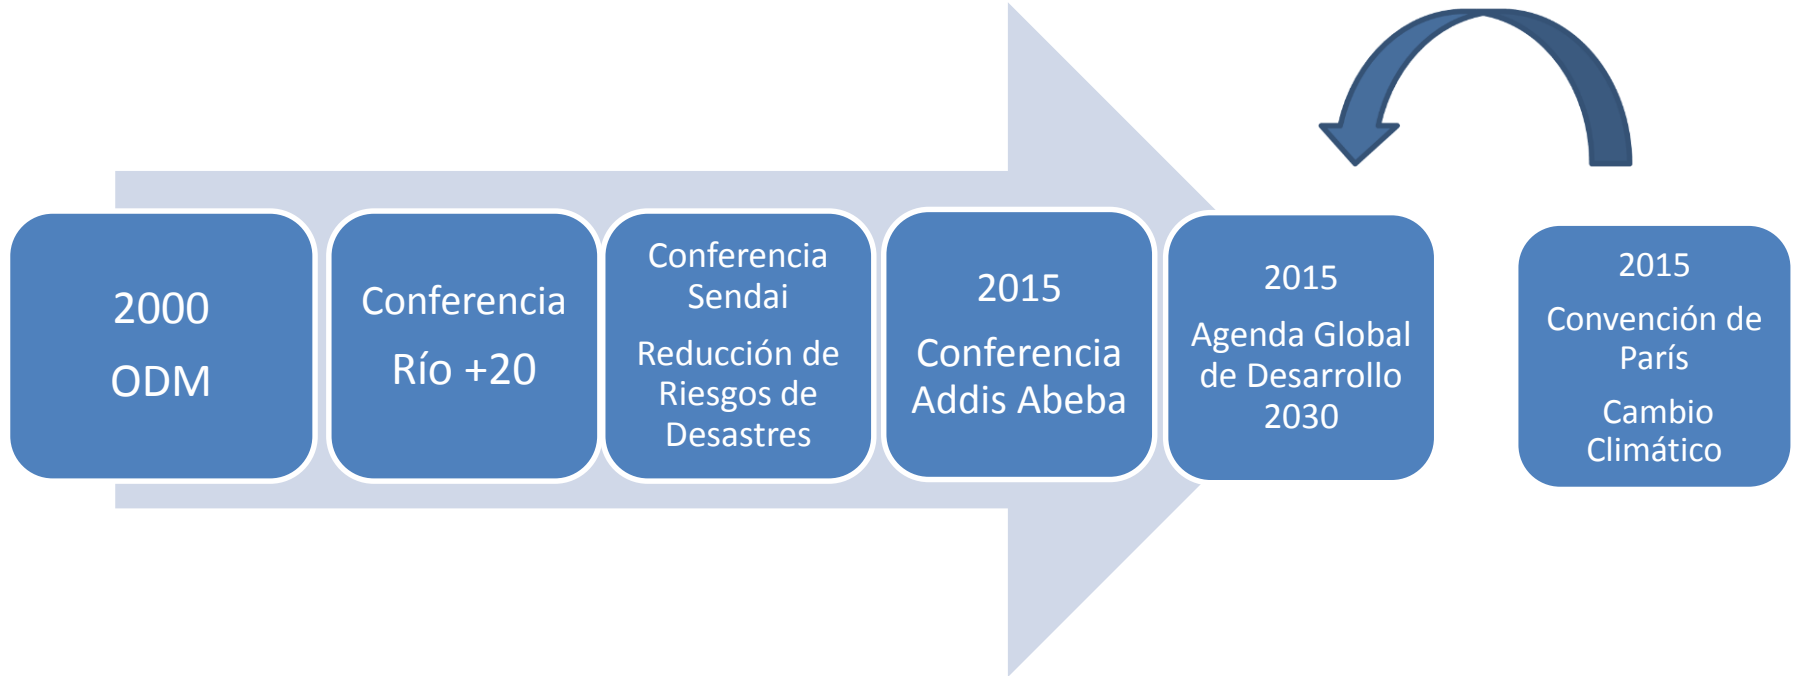 2000
ODM
Conferencia
Río +20
Conferencia
Sendai
Reducción de
Riesgos de
Desastres
2015
Conferencia
Addis Abeba
2015
Agenda Global
de Desarrollo
2030
2015
Convención de
París
Cambio
Climático